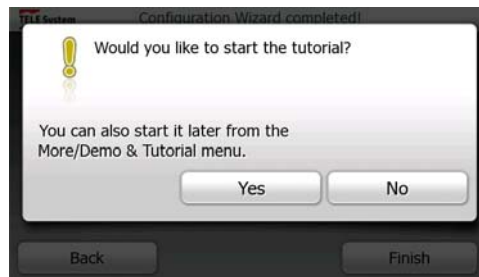 TELE System
Configuration Wizard completed!
Would you like to start the tutorial?
You can also start it later from the
More/Demo & Tutorial menu.
Yes
No
Back
Finish